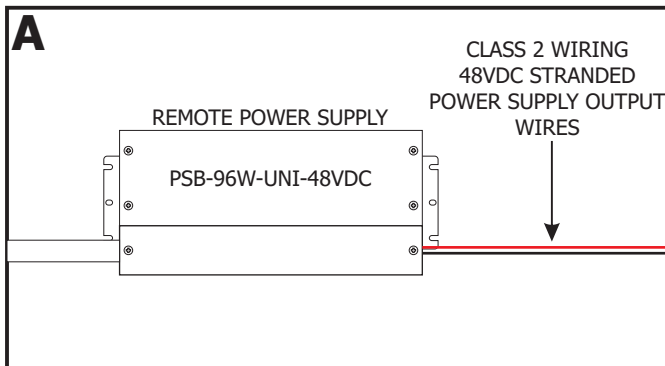 A
CLASS 2 WIRING
48VDC STRANDED
POWER SUPPLY OUTPUT
WIRES
REMOTE POWER SUPPLY
PSB-96W-UNI-48VDC